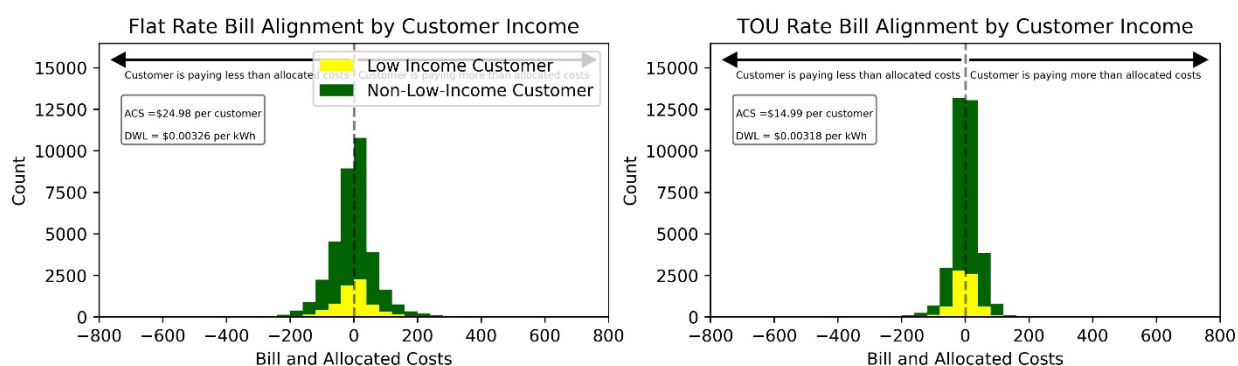 Flat Rate Bill Alignment by Customer Income
Customer is paying less than allocated costs
Customer is paying more than allocated costs
Low Income Customer
Non-Low-Income Customer
ACS =$24.98 per customer
DWL = $0.00326 per kWh
Count
15000
12500
10000
7500
5000
2500
0
−800
−600
−400
−200
0
200
400
600
800
Bill and Allocated Costs
TOU Rate Bill Alignment by Customer Income
Customer is paying less than allocated costs
Customer is paying more than allocated costs
ACS =$14.99 per customer
DWL = $0.00318 per kWh
Count
15000
12500
10000
7500
5000
2500
0
−800
−600
−400
−200
0
200
400
600
800
Bill and Allocated Costs